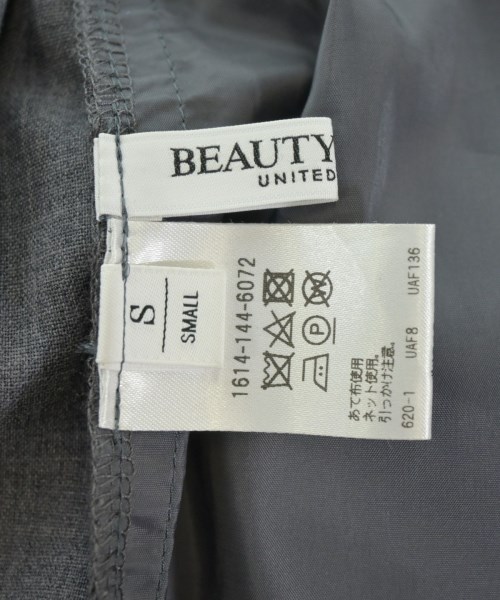 BEAUTY
UNITED
S
SMALL
1614-144-6072
P
あて布使用
ネット使用。
引っかけ注意。
620-1 UAF8 UAF136